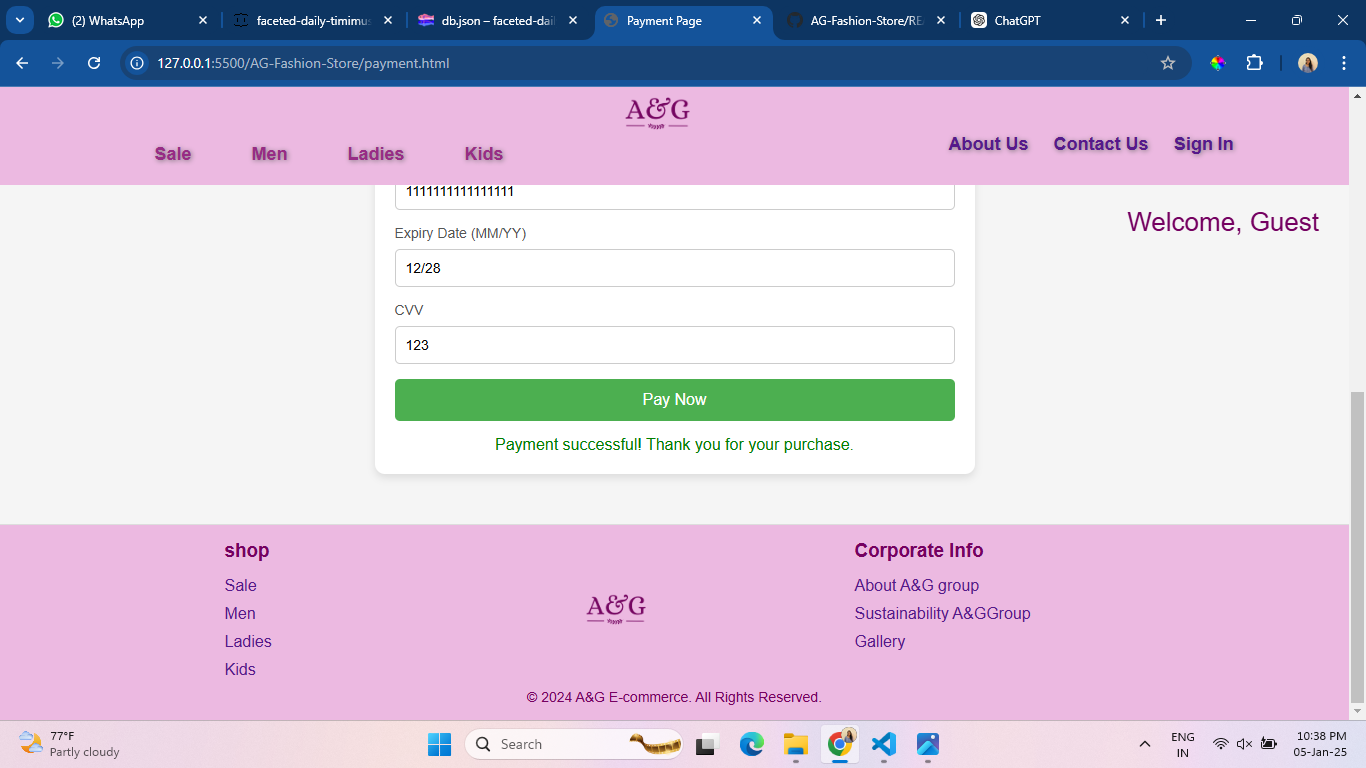 (2) WhatsApp
faceted-daily-timimus
db.json – faceted-dail
Payment Page
AG-Fashion-Store/REA
ChatGPT
127.0.0.1:5500/AG-Fashion-Store/payment.html
A&G
Sale
Men
Ladies
Kids
About Us
Contact Us
Sign In
Welcome, Guest
1111111111111111
Expiry Date (MM/YY)
12/28
CVV
123
Pay Now
Payment successful! Thank you for your purchase.
shop
Sale
Men
Ladies
Kids
A&G
Corporate Info
About A&G group
Sustainability A&GGroup
Gallery
© 2024 A&G E-commerce. All Rights Reserved.
77°F
Partly cloudy
Search
ENG
IN
10:38 PM
05-Jan-25